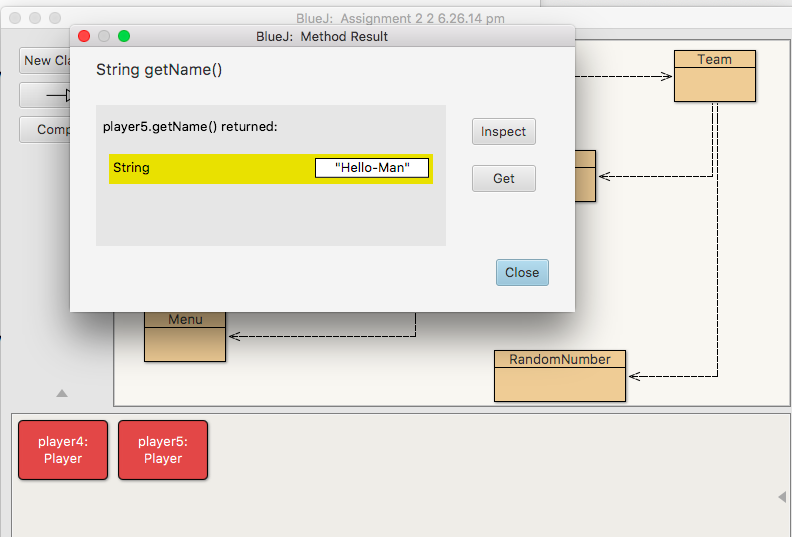 BlueJ:  Assignment 2 2 6.26.14 pm
BlueJ:  Method Result
String getName()
player5.getName() returned:
String
"Hello-Man"
Inspect
Get
Close
New Cla
Comp
Team
Menu
RandomNumber
player4:
Player
player5:
Player